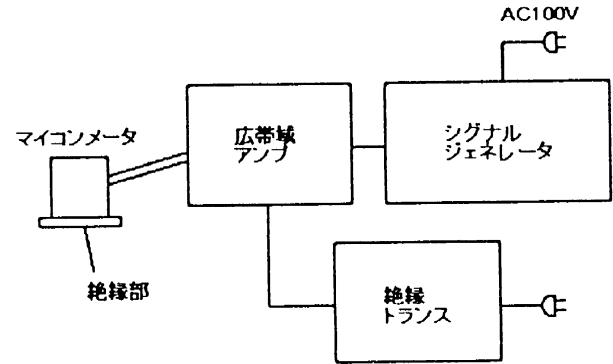 AC100V
マイコンメータ
広帯域
アンプ
シグナル
ジェネレータ
絶縁部
絶縁
トランス